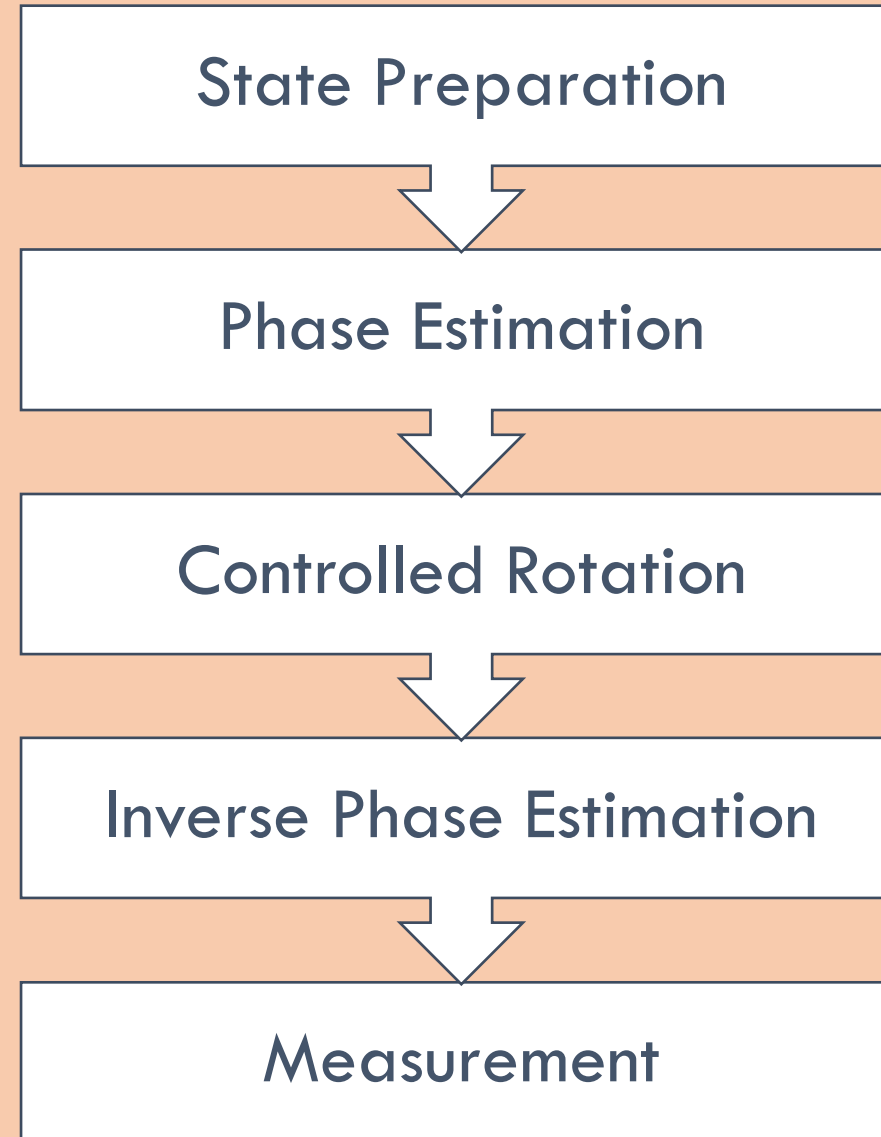 State Preparation
Phase Estimation
Controlled Rotation
Inverse Phase Estimation
Measurement